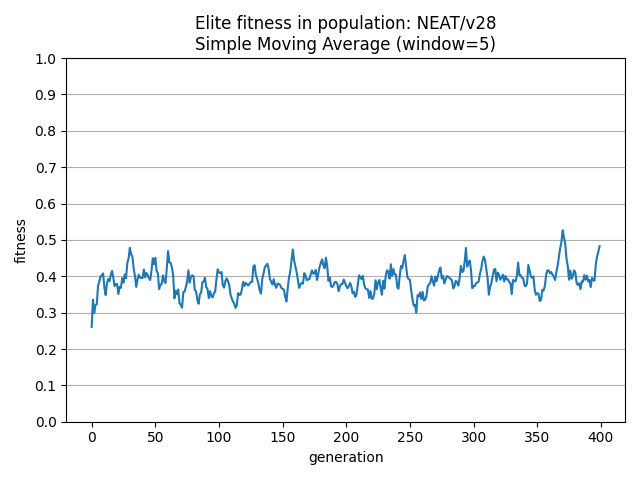 Elite fitness in population: NEAT/v28
Simple Moving Average (window=5)
1.0
0.9
0.8
0.7
0.6
0.5
0.4
0.3
0.2
0.1
0.0
fitness
0 50 100 150 200 250 300 350 400
generation